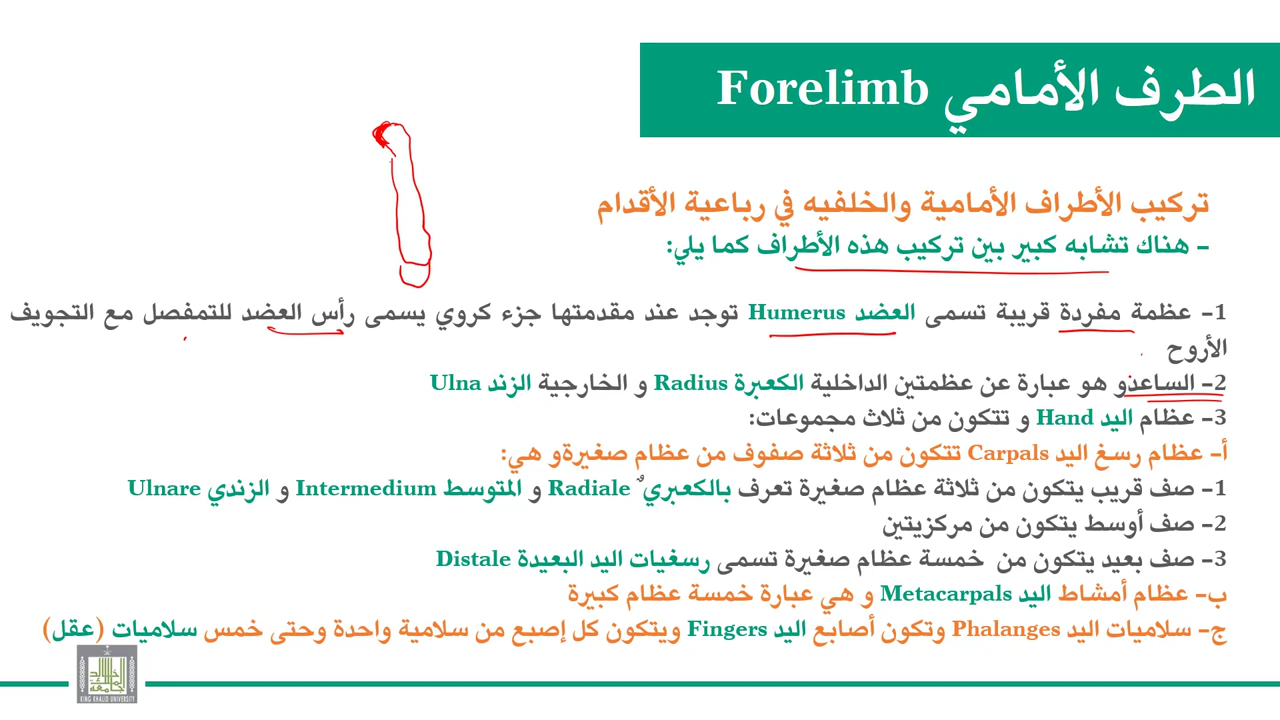 الطرف الأمامي Forelimb
تركيب الأطراف الأمامية والخلفيه في رباعية الأقدام
- هناك تشابه كبير بين تركيب هذه الأطراف كما يلي:
1- عظمة مفردة قريبة تسمى العضد Humerus توجد عند مقدمتها جزء كروي يسمى رأس العضد للتمفصل مع التجويف
الأروح
2- الساعدو هو عبارة عن عظمتين الداخلية الكعبرة Radius و الخارجية الزند Ulna
3- عظام اليد Hand و تتكون من ثلاث مجموعات:
أ- عظام رسغ اليد Carpals تتكون من ثلاثة صفوف من عظام صغيرةو هي:
1- صف قريب يتكون من ثلاثة عظام صغيرة تعرف بالكعبريٌ Radiale و المتوسط Intermedium و الزندي Ulnare
2- صف أوسط يتكون من مركزيتين
3- صف بعيد يتكون من خمسة عظام صغيرة تسمى رسغيات اليد البعيدة Distale
ب- عظام أمشاط اليد Metacarpals و هي عبارة خمسة عظام كبيرة
ج- سلاميات اليد Phalanges وتكون أصابع اليد Fingers ويتكون كل إصبع من سلامية واحدة وحتى خمس سلاميات (عقل)
KING KHALID UNIVERSITY